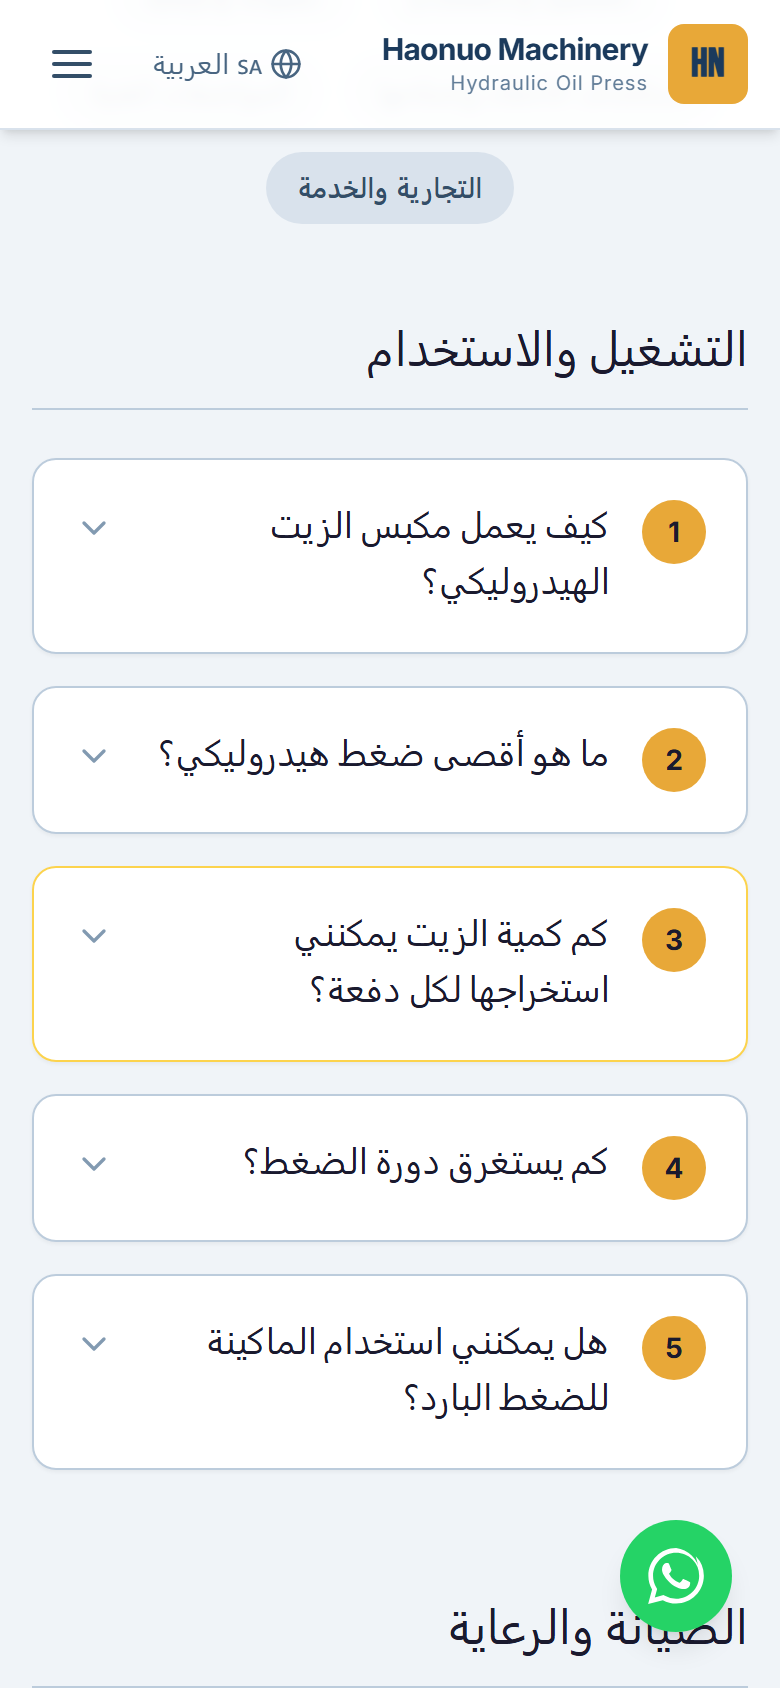 HN
Haonuo Machinery
Hydraulic Oil Press
SA العربية
التجارية والخدمة
التشغيل والاستخدام
1
كيف يعمل مكبس الزيت
الهيدروليكي؟
2
ما هو أقصى ضغط هيدروليكي؟
3
كم كمية الزيت يمكنني
استخراجها لكل دفعة؟
4
كم يستغرق دورة الضغط؟
5
هل يمكنني استخدام الماكينة
للضغط البارد؟
الصيانة والرعاية